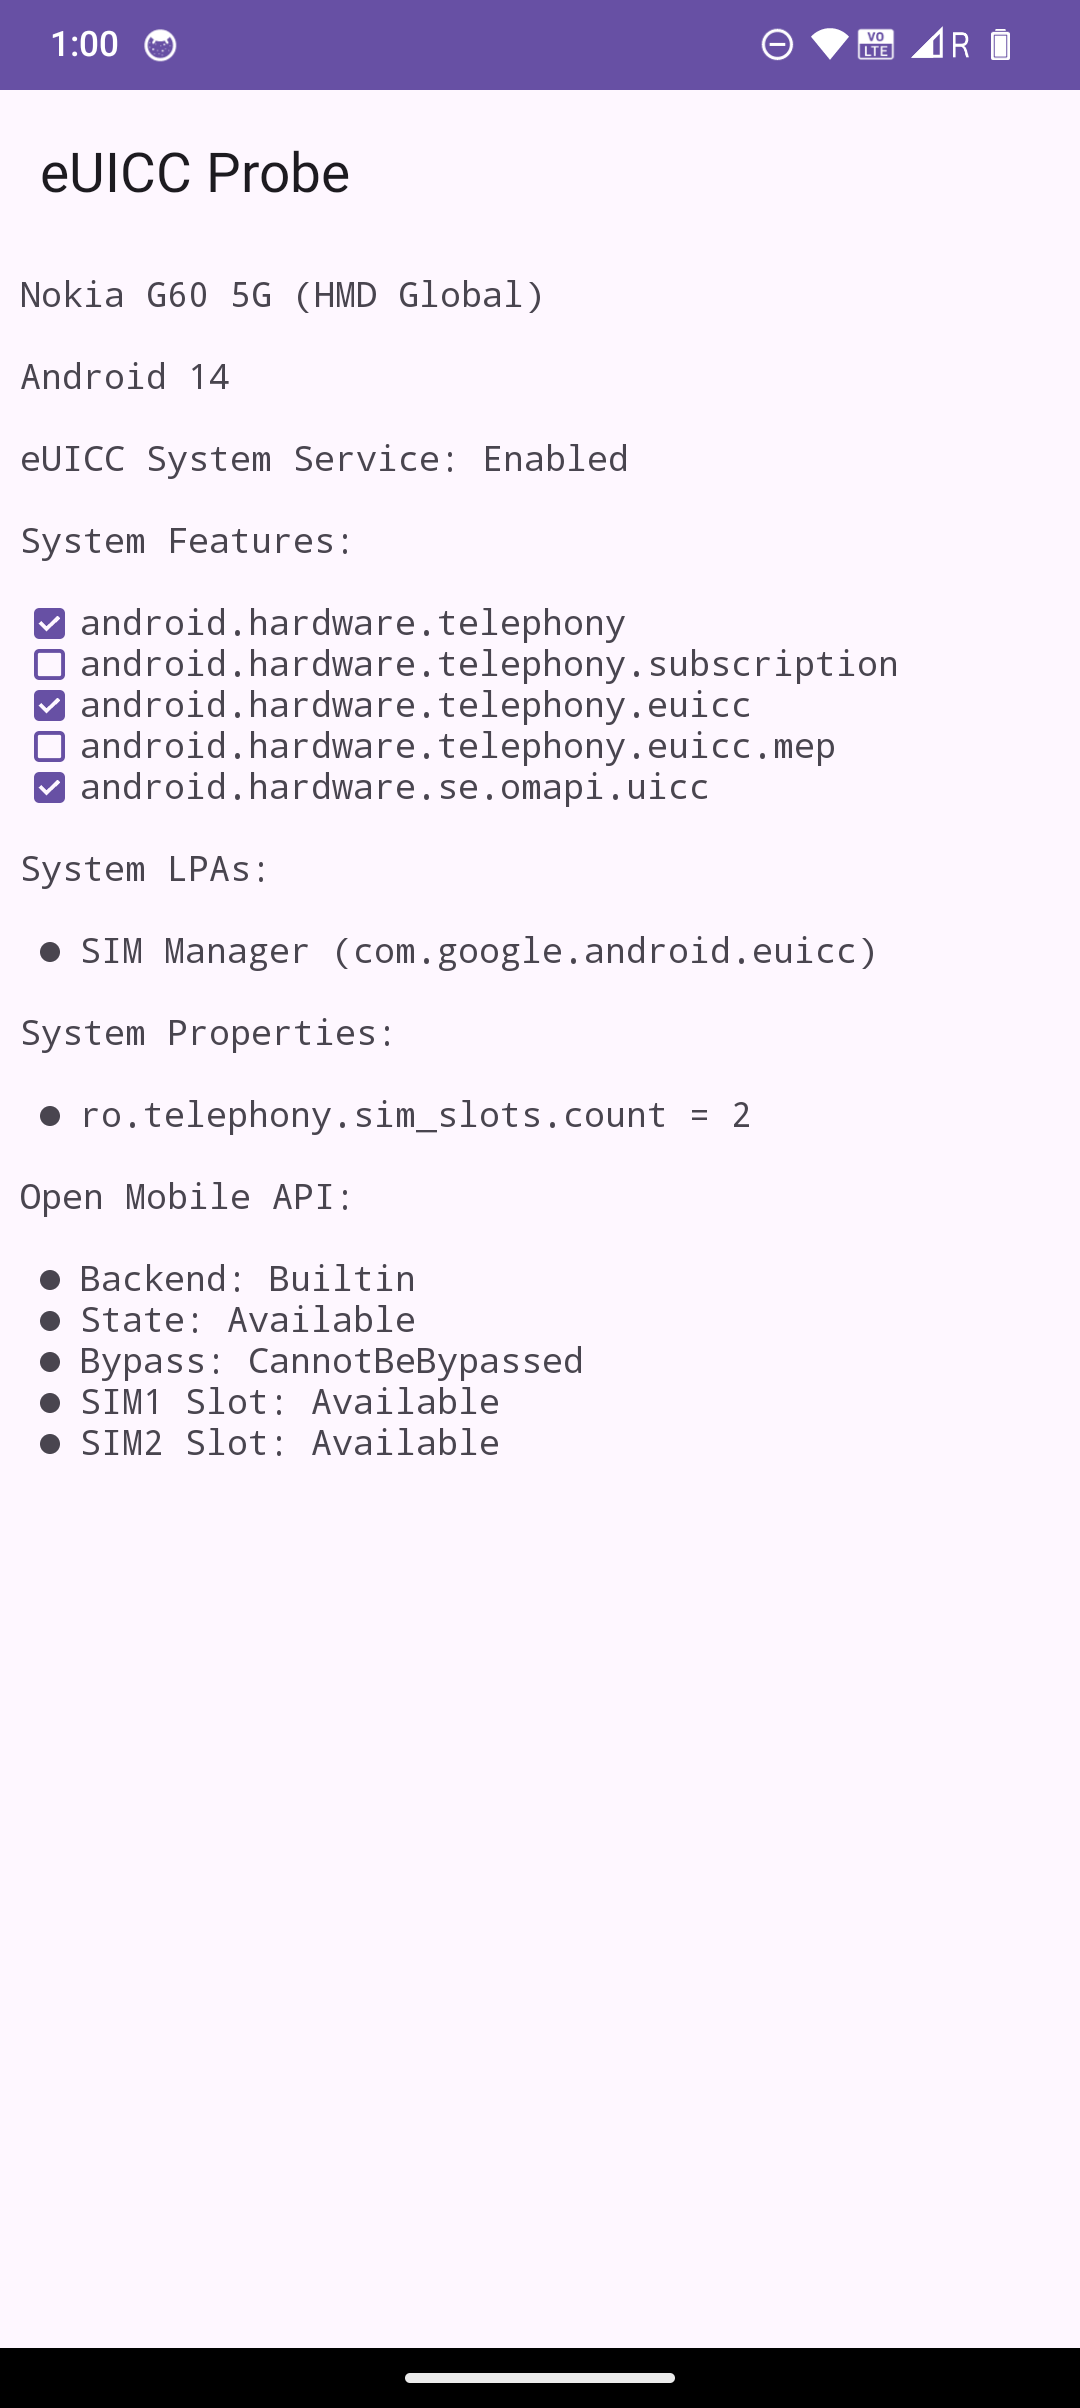 1:00
VO
LTE
R
eUICC Probe
Nokia G60 5G (HMD Global)
Android 14
eUICC System Service: Enabled
System Features:
android.hardware.telephony
android.hardware.telephony.subscription
android.hardware.telephony.euicc
android.hardware.telephony.euicc.mep
android.hardware.se.omapi.uicc
System LPAs:
SIM Manager (com.google.android.euicc)
System Properties:
ro.telephony.sim_slots.count = 2
Open Mobile API:
Backend: Builtin
State: Available
Bypass: CannotBeBypassed
SIM1 Slot: Available
SIM2 Slot: Available